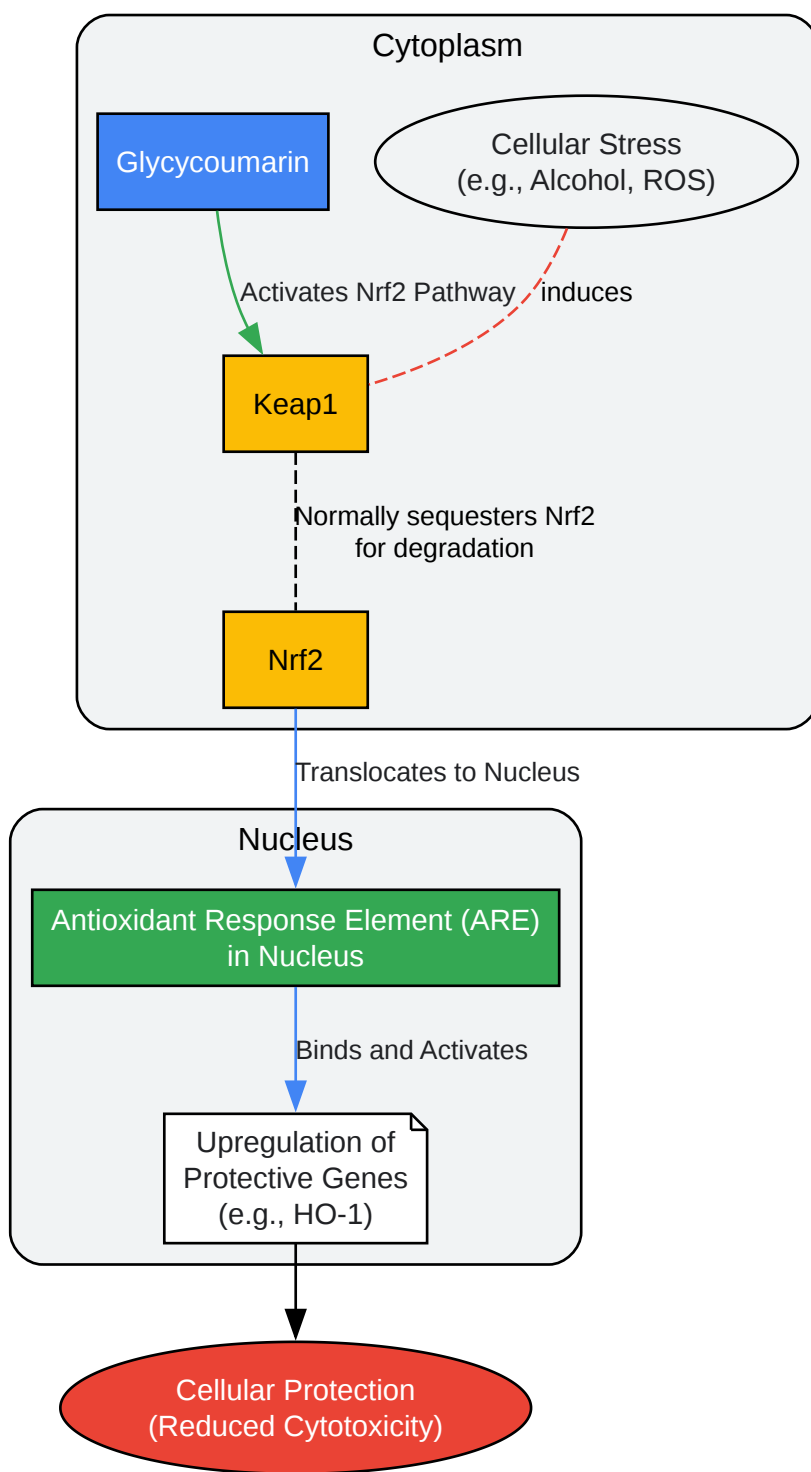 Cytoplasm
Glycycoumarin
Cellular Stress
(e.g., Alcohol, ROS)
Activates Nrf2 Pathway
induces
Keap1
Normally sequesters Nrf2
for degradation
Nrf2
Translocates to Nucleus
Nucleus
Antioxidant Response Element (ARE)
in Nucleus
Binds and Activates
Upregulation of
Protective Genes
(e.g., HO-1)
Cellular Protection
(Reduced Cytotoxicity)